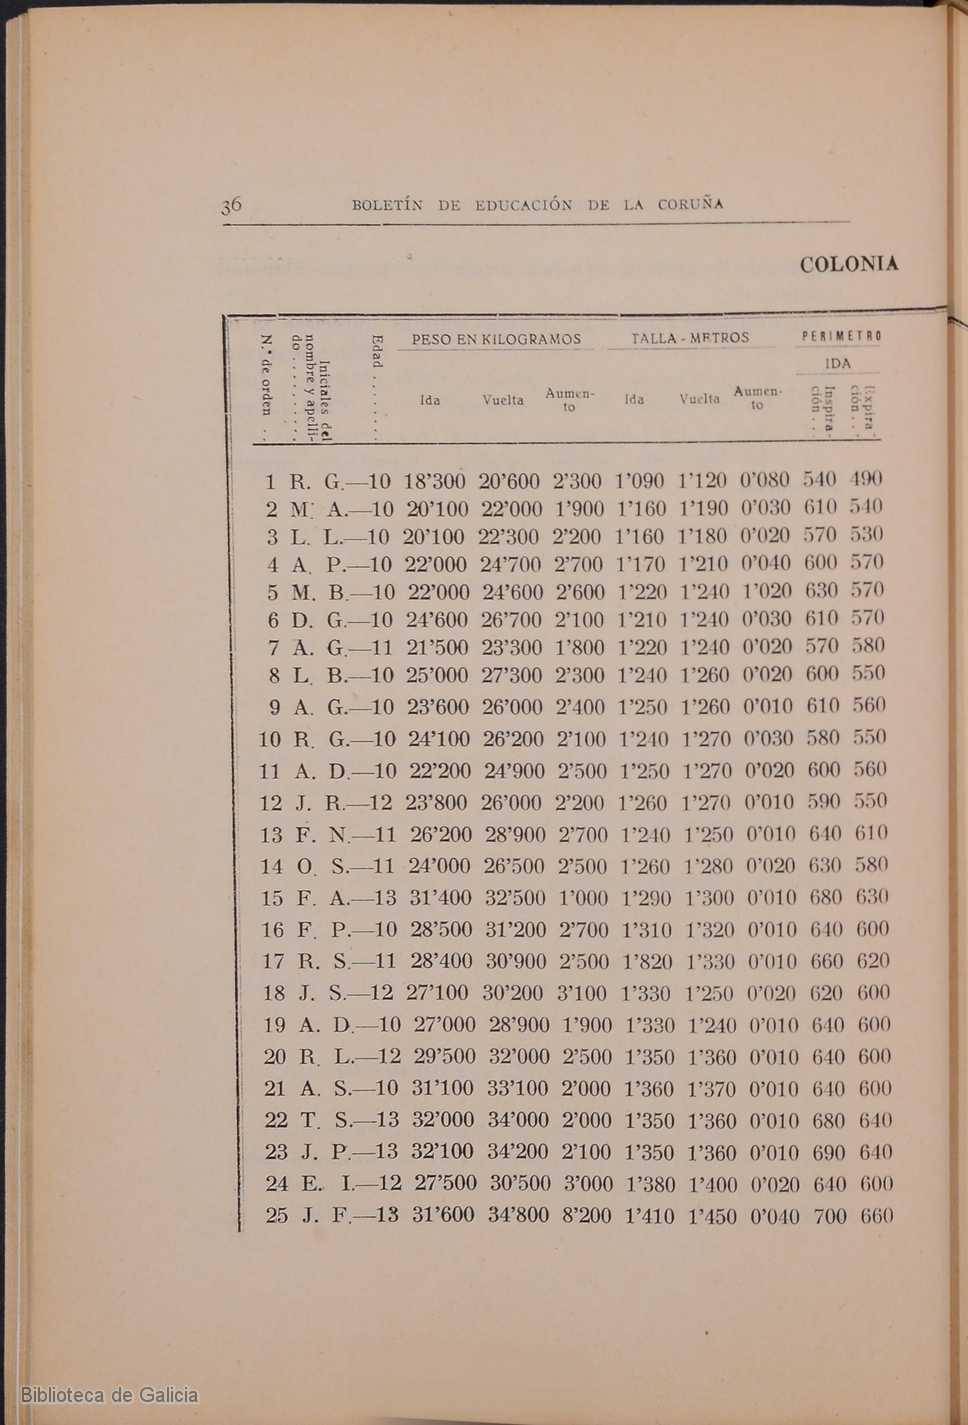 36 BOLETÍN DE EDUCACIÓN DE LA CORUÑA
COLONIA
N.º de orden . .
Iniciales del
nombre y apelli-
do . . . . . . . .
Edad . . . . . . .
PESO EN KILOGRAMOS TALLA - METROS PERIMETRO
IDA
Ida Vuelta Aumen-
to Ida Vuelta Aumen-
to Inspira-
ción. . . Expira-
ción. . .
1 R. G.—10 18’300 20’600 2’300 1’090 1’120 0’080 540 490
2 M. A.—10 20’100 22’000 1’900 1’160 1’190 0’030 610 540
3 L. L.—10 20’100 22’300 2’200 1’160 1’180 0’020 570 530
4 A. P.—10 22’000 24’700 2’700 1’170 1’210 0’040 600 570
5 M. B.—10 22’000 24’600 2’600 1’220 1’240 1’020 630 570
6 D. G.—10 24’600 26’700 2’100 1’210 1’240 0’030 610 570
7 A. G.—11 21’500 23’300 1’800 1’220 1’240 0’020 570 580
8 L. B.—10 25’000 27’300 2’300 1’240 1’260 0’020 600 550
9 A. G.—10 23’600 26’000 2’400 1’250 1’260 0’010 610 560
10 R. G.—10 24’100 26’200 2’100 1’240 1’270 0’030 580 550
11 A. D.—10 22’200 24’900 2’500 1’250 1’270 0’020 600 560
12 J. R.—12 23’800 26’000 2’200 1’260 1’270 0’010 590 550
13 F. N.—11 26’200 28’900 2’700 1’240 1’250 0’010 640 610
14 O. S.—11 24’000 26’500 2’500 1’260 1’280 0’020 630 580
15 F. A.—13 31’400 32’500 1’000 1’290 1’300 0’010 680 630
16 F. P.—10 28’500 31’200 2’700 1’310 1’320 0’010 640 600
17 R. S.—11 28’400 30’900 2’500 1’820 1’330 0’010 660 620
18 J. S.—12 27’100 30’200 3’100 1’330 1’250 0’020 620 600
19 A. D.—10 27’000 28’900 1’900 1’330 1’240 0’010 640 600
20 R. L.—12 29’500 32’000 2’500 1’350 1’360 0’010 640 600
21 A. S.—10 31’100 33’100 2’000 1’360 1’370 0’010 640 600
22 T. S.—13 32’000 34’000 2’000 1’350 1’360 0’010 680 640
23 J. P.—13 32’100 34’200 2’100 1’350 1’360 0’010 690 640
24 E. I.—12 27’500 30’500 3’000 1’380 1’400 0’020 640 600
25 J. F.—13 31’600 34’800 8’200 1’410 1’450 0’040 700 660
Biblioteca de Galicia